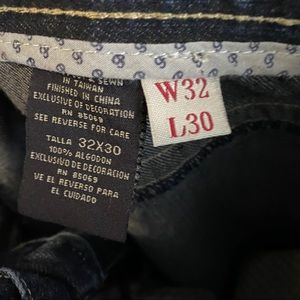 SEWN
IN TAIWAN
FINISHED IN CHINA
EXCLUSIVE OF DECORATION
RN 85069
SEE REVERSE FOR CARE
TALLA 32X30
100% ALGODON
EXCLUSIVO DE DECORACION
RN 85069
VE EL REVERSO PARA
EL CUIDADO
W32
L30